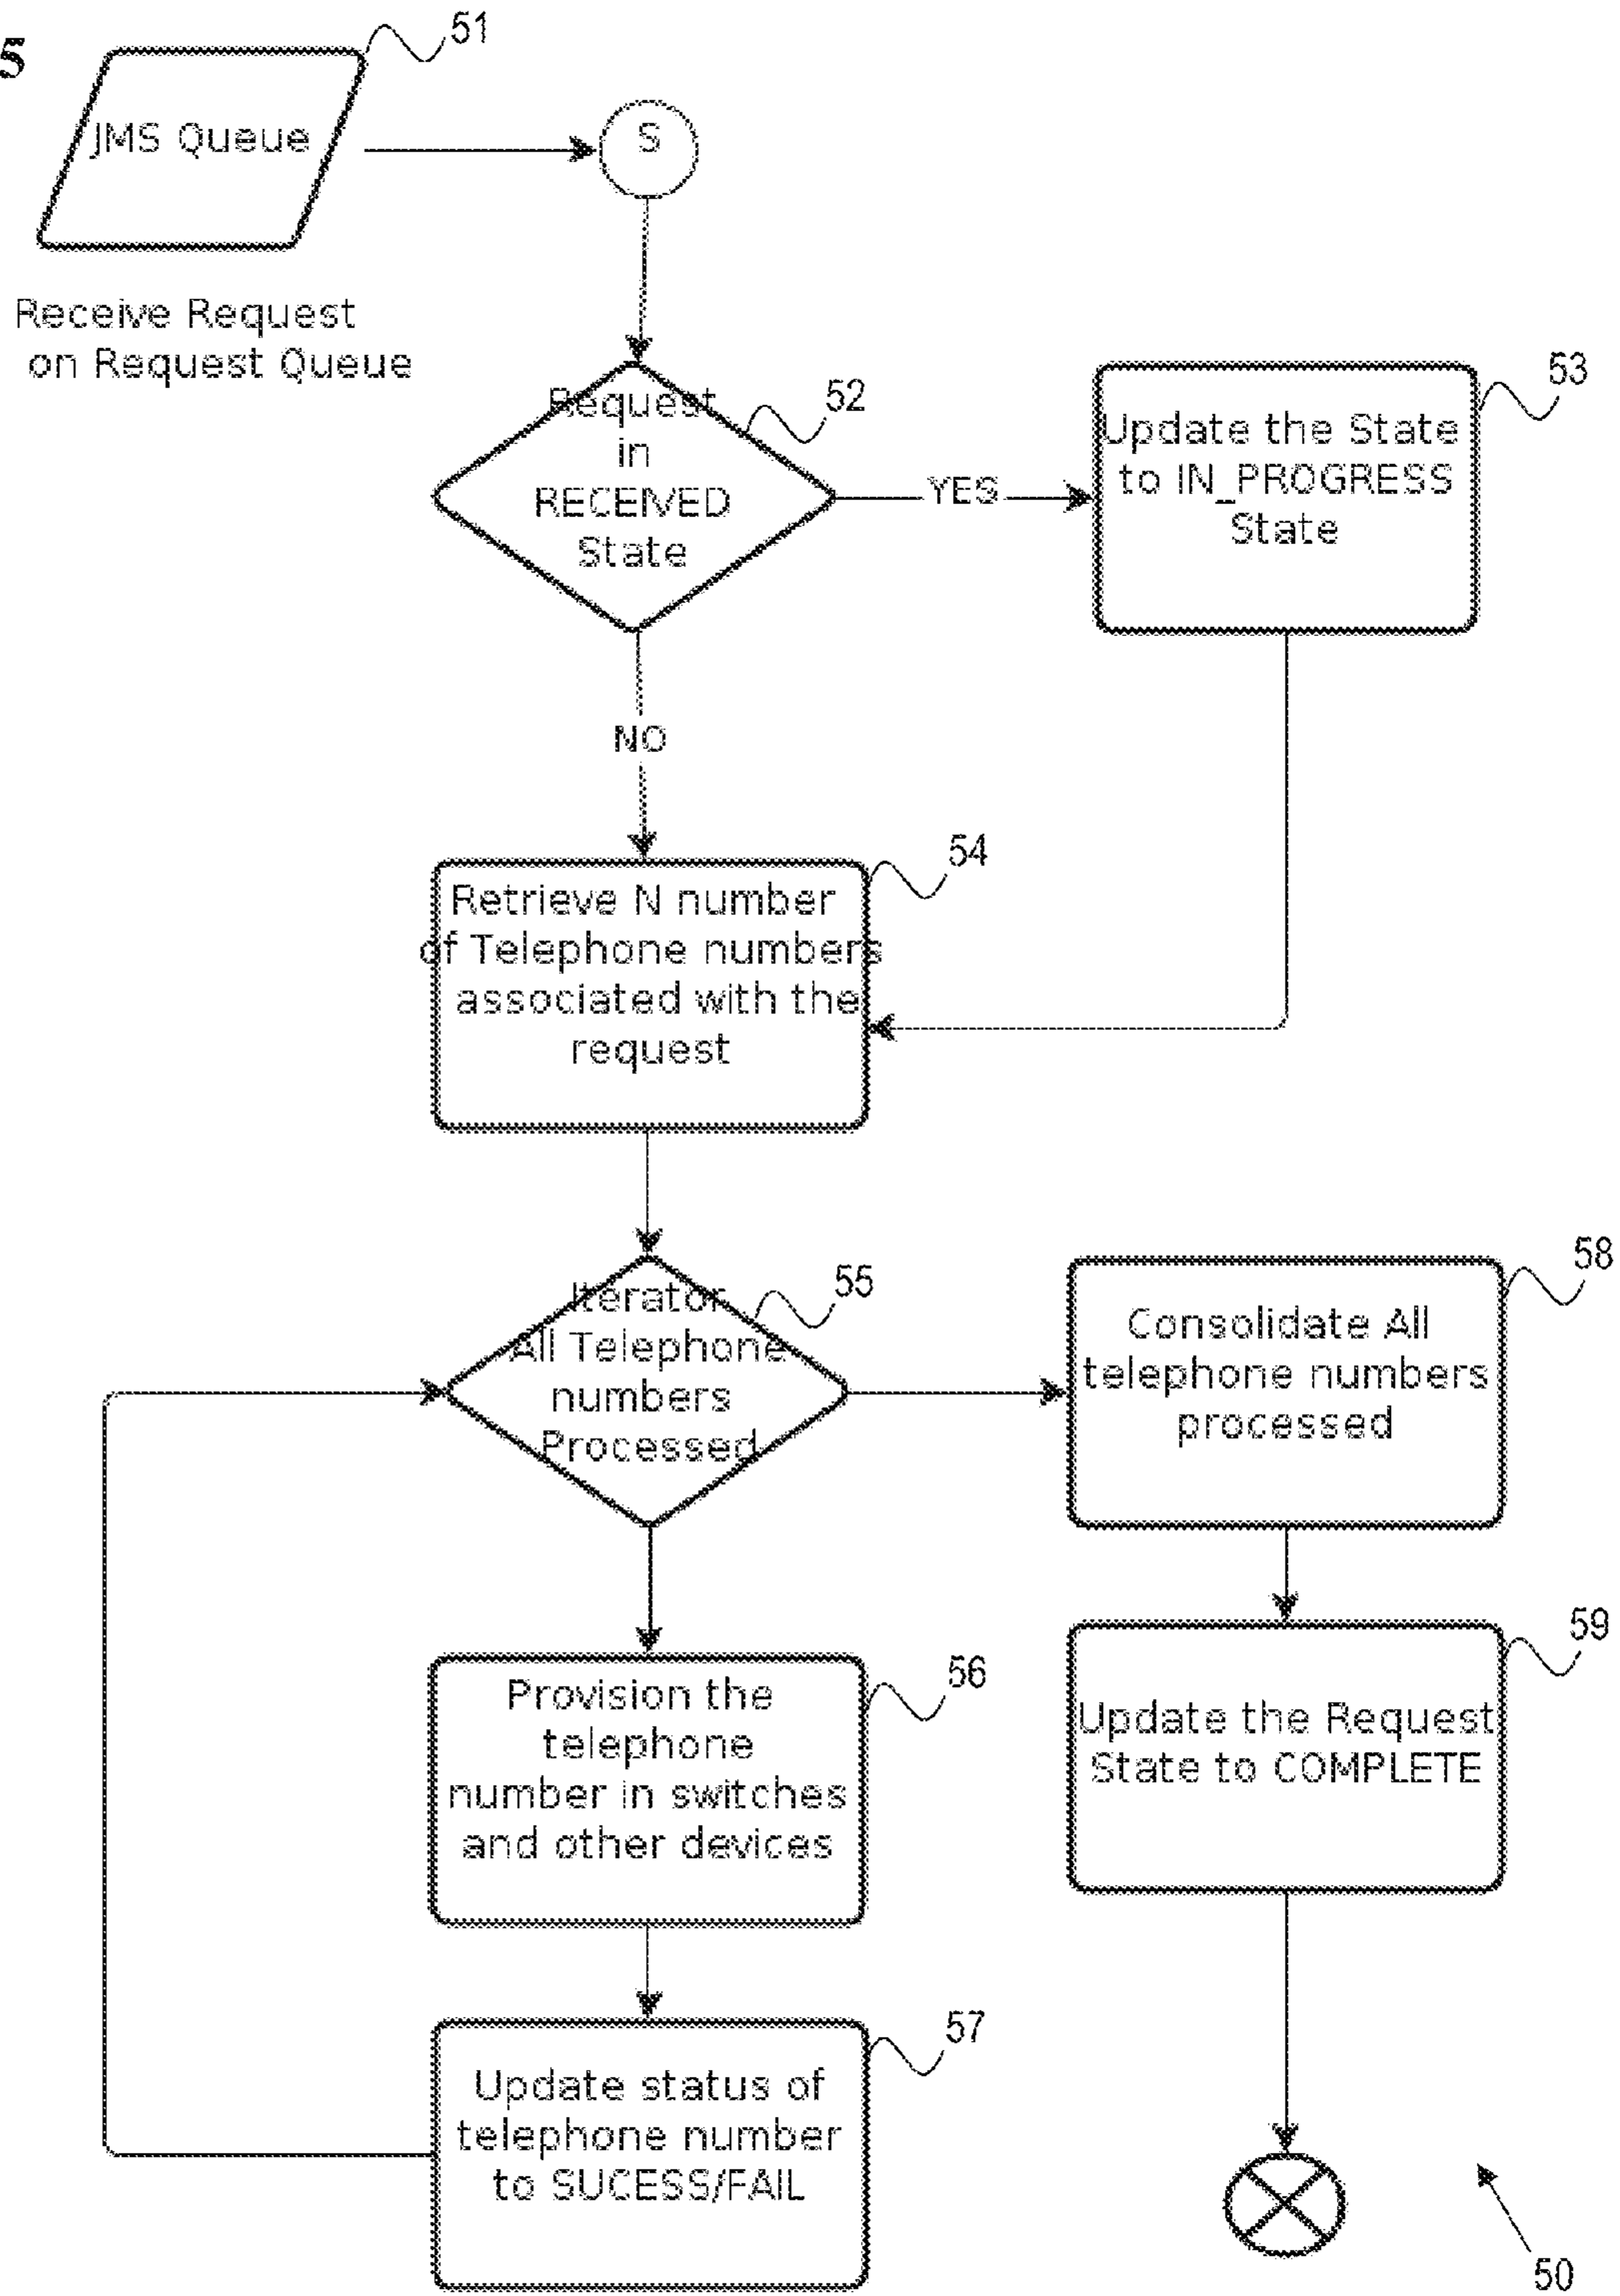 5
51
JMS Queue
S
Receive Request
on Request Queue
Request
in
RECEIVED
State
52
YES
53
Update the State
to IN_PROGRESS
State
NO
54
Retrieve N number
of Telephone numbers
associated with the
request
Iterator
All Telephone
numbers
Processed
55
58
Consolidate All
telephone numbers
processed
56
Provision the
telephone
number in switches
and other devices
59
Update the Request
State to COMPLETE
57
Update status of
telephone number
to SUCESS/FAIL
50